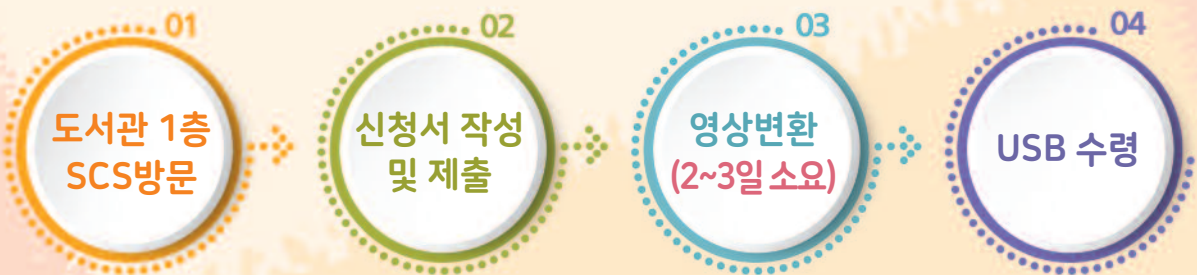 01
도서관 1층
SCS방문
02
신청서 작성
및 제출
03
영상변환
(2~3일 소요)
04
USB 수령